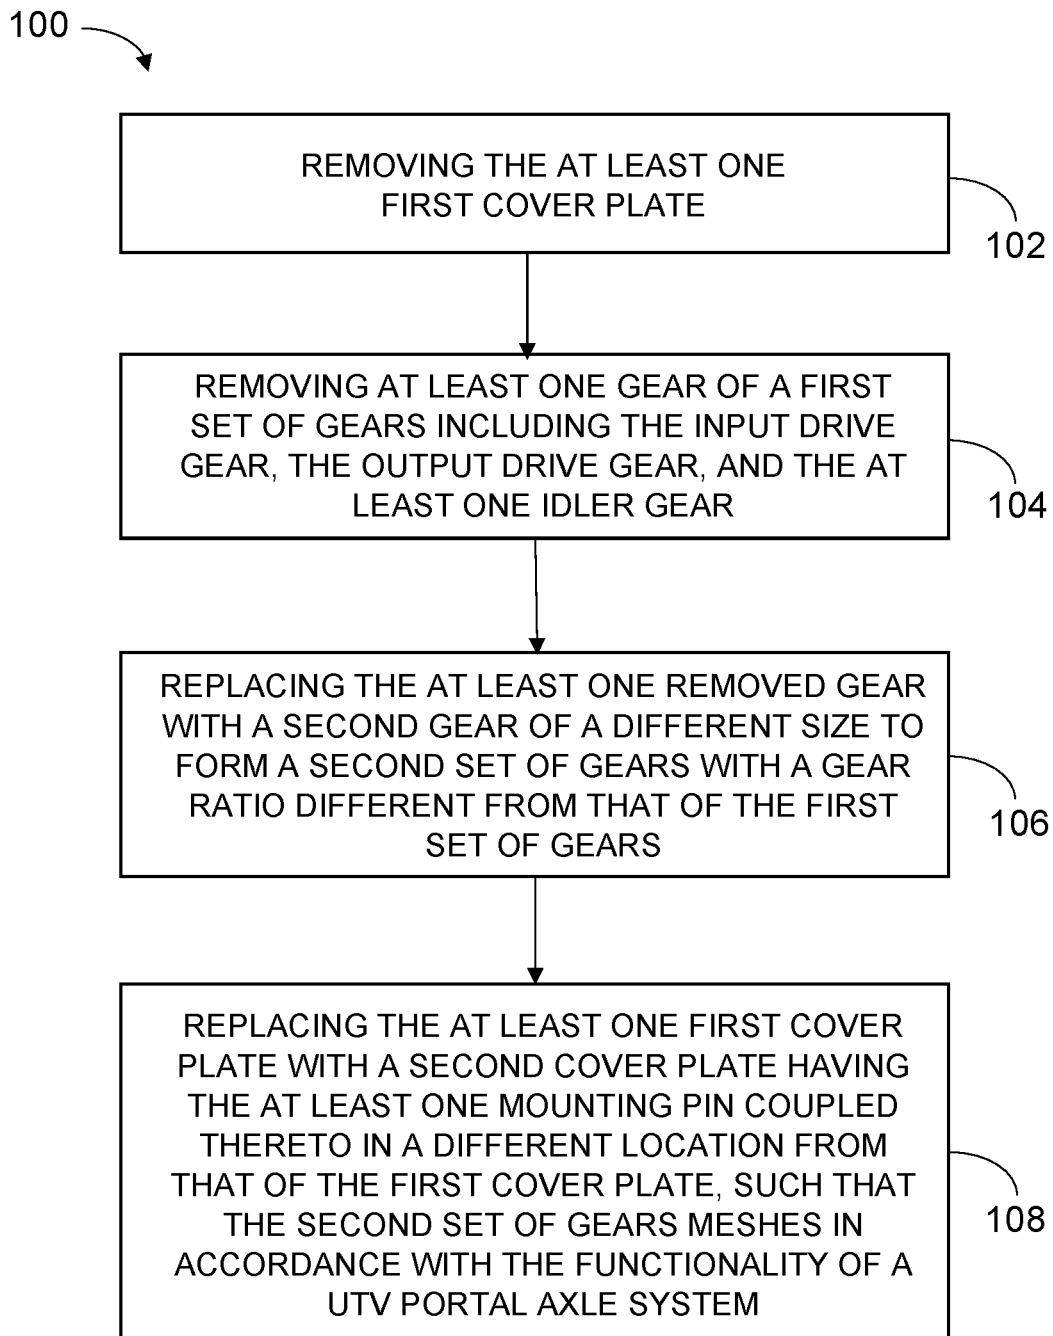 100
REMOVING THE AT LEAST ONE
FIRST COVER PLATE
102
REMOVING AT LEAST ONE GEAR OF A FIRST
SET OF GEARS INCLUDING THE INPUT DRIVE
GEAR, THE OUTPUT DRIVE GEAR, AND THE AT
LEAST ONE IDLER GEAR
104
REPLACING THE AT LEAST ONE REMOVED GEAR
WITH A SECOND GEAR OF A DIFFERENT SIZE TO
FORM A SECOND SET OF GEARS WITH A GEAR
RATIO DIFFERENT FROM THAT OF THE FIRST
SET OF GEARS
106
REPLACING THE AT LEAST ONE FIRST COVER
PLATE WITH A SECOND COVER PLATE HAVING
THE AT LEAST ONE MOUNTING PIN COUPLED
THERETO IN A DIFFERENT LOCATION FROM
THAT OF THE FIRST COVER PLATE, SUCH THAT
THE SECOND SET OF GEARS MESHES IN
ACCORDANCE WITH THE FUNCTIONALITY OF A
UTV PORTAL AXLE SYSTEM
108